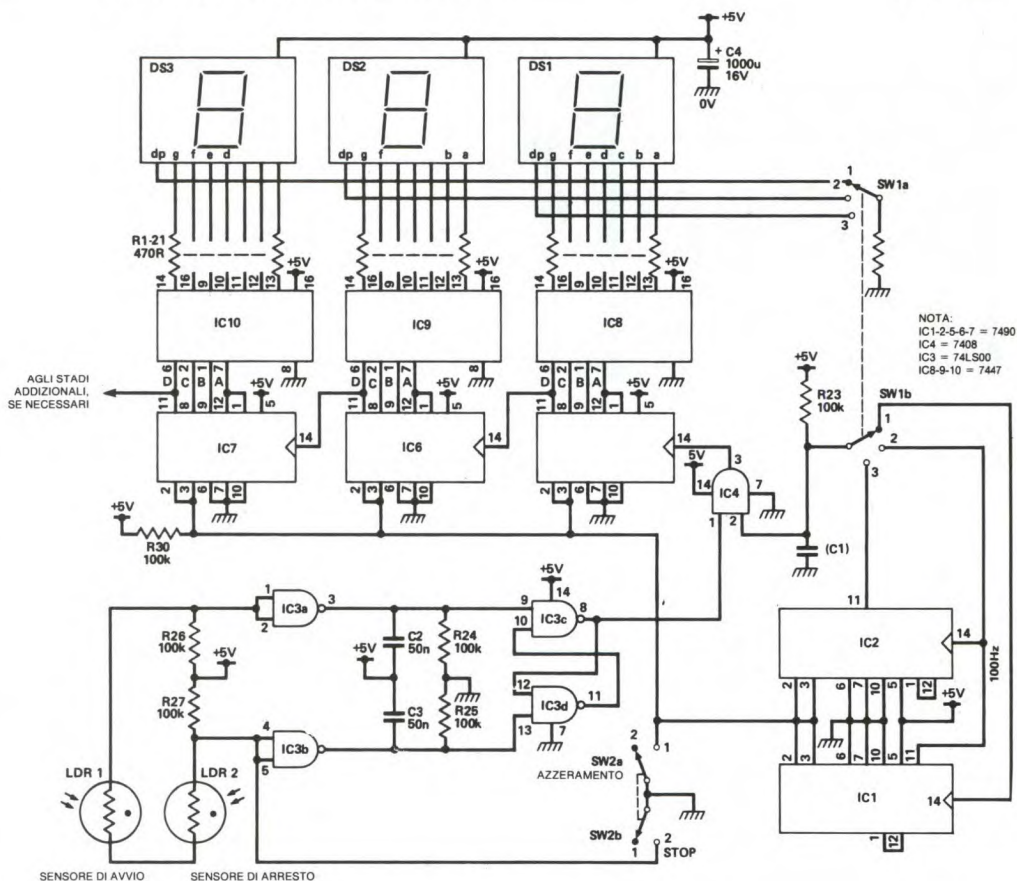 +5V
+ C4
1000u
16V
0V
DS3
DS2
DS1
dp g f e d
dp g f b a
dp g f e d c b a
1
2
3
SW1a
R1-21
470R
+5V
+5V
+5V
14 16 9 10 11 12 13 16
14 16 9 10 11 12 13 16
14 16 9 10 11 12 13 16
IC10
IC9
IC8
8
8
8
NOTA:
IC1-2-5-6-7 = 7490
IC4 = 7408
IC3 = 74LS00
IC8-9-10 = 7447
AGLI STADI
ADDIZIONALI,
SE NECESSARI
6 2 1 7
D C B A
11 8 9 12 1 5
+5V
6 2 1 7
D C B A
11 8 9 12 1 5
+5V
6 2 1 7
D C B A
11 8 9 12 1 5
+5V
IC7
14
IC6
14
14
2 3 6 7 10
2 3 6 7 10
2 3 6 7 10
R23
100k
+5V
SW1b
1
2
3
5V
14
3
IC4
7
1
2
(C1)
+5V
R30
100k
1
2
IC3a
3
R26
100k
+5V
R27
100k
4
5
IC3b
C2
50n
+5V
C3
50n
R24
100k
R25
100k
+5V
14
9
10
IC3c
8
12
13
IC3d
11
7
11
IC2
14
100Hz
2 3 6 7 10 5 1 12
+5V
2 3 6 7 10 5 11
IC1
14
1 12
2
1
SW2a
AZZERAMENTO
SW2b
1
2
STOP
LDR 1
LDR 2
SENSORE DI AVVIO
SENSORE DI ARRESTO